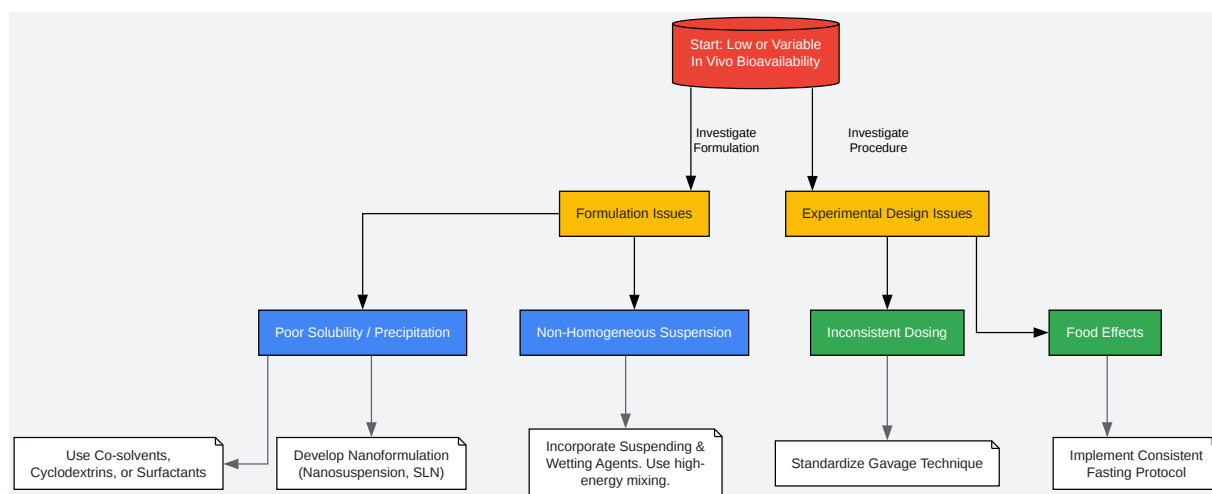 Start: Low or Variable
In Vivo Bioavailability
Investigate
Formulation
Investigate
Procedure
Formulation Issues
Experimental Design Issues
Poor Solubility / Precipitation
Non-Homogeneous Suspension
Inconsistent Dosing
Food Effects
Use Co-solvents,
Cyclodextrins, or Surfactants
Develop Nanoformulation
(Nanosuspension, SLN)
Incorporate Suspending &
Wetting Agents. Use high-
energy mixing.
Standardize Gavage Technique
Implement Consistent
Fasting Protocol